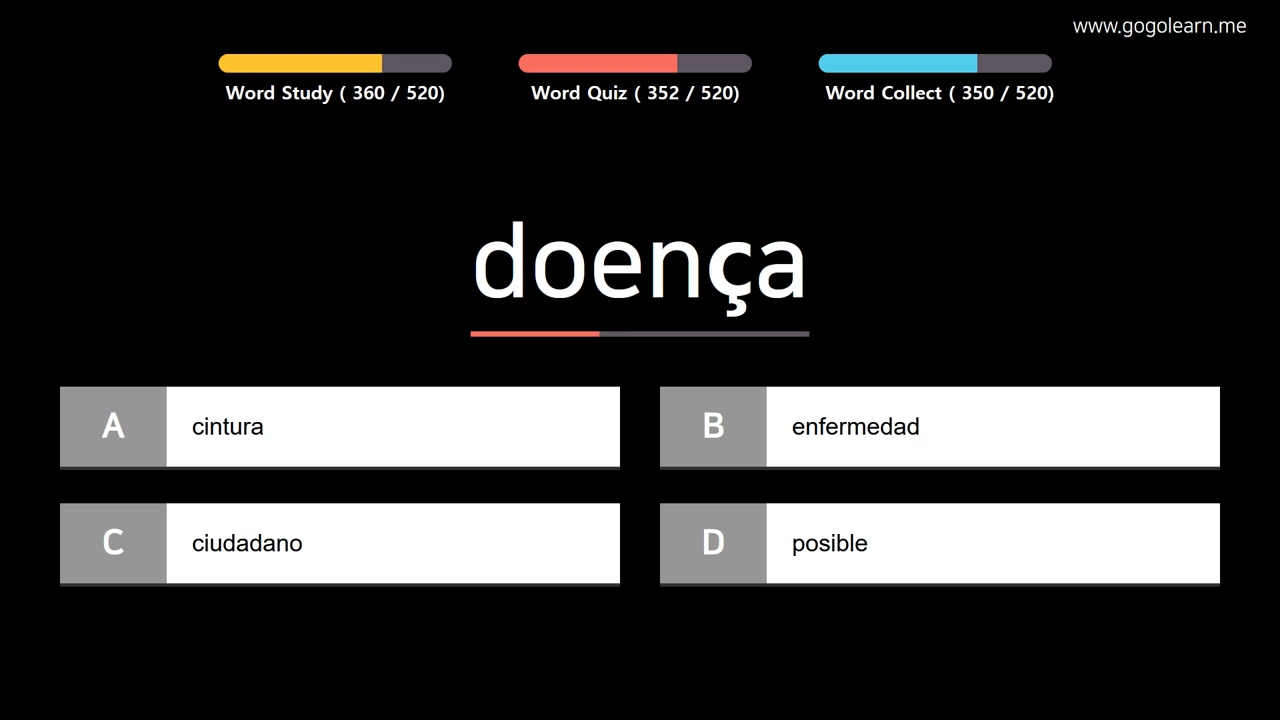 www.gogolearn.me
Word Study ( 360 / 520)
Word Quiz ( 352 / 520)
Word Collect ( 350 / 520)
doença
A cintura
B enfermedad
C ciudadano
D posible